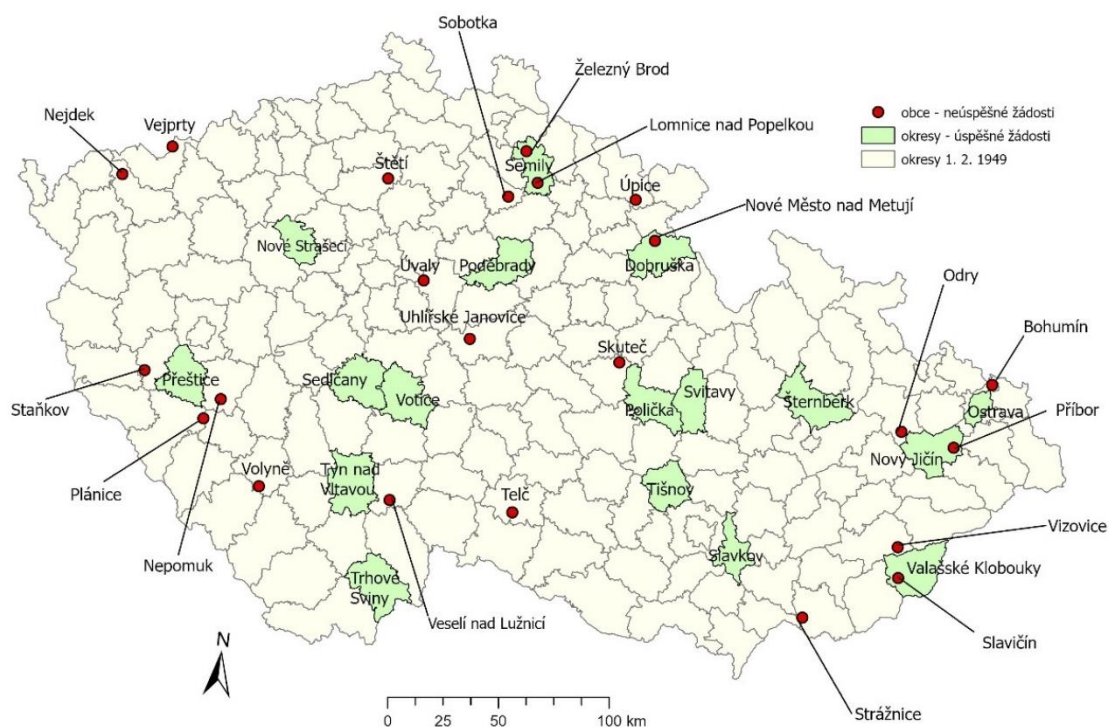 Sobotka
Železný Brod
Nejdek
Vejprty
obce - neúspěšné žádosti
Lomnice nad Popelkou
okresy - úspěšné žádosti
okresy 1. 2. 1949
Štětí
Semily
Úpice
Nové Město nad Metují
Nové Strašecí
Úvaly
Poděbrady
Dobruška
Odry
Uhlířské Janovice
Bohumín
Skuteč
Přeštice
Sedlčany
Votice
Polička
Svitavy
Šternberk
Ostrava
Příbor
Staňkov
Nový Jičín
Plánice
Volyně
Týn nad
Vltavou
Telč
Tišnov
Vizovice
Nepomuk
Slavkov
Valašské Klobouky
Trhové
Sviny
Veselí nad Lužnicí
Slavičín
N
Strážnice
0 25 50 100 km